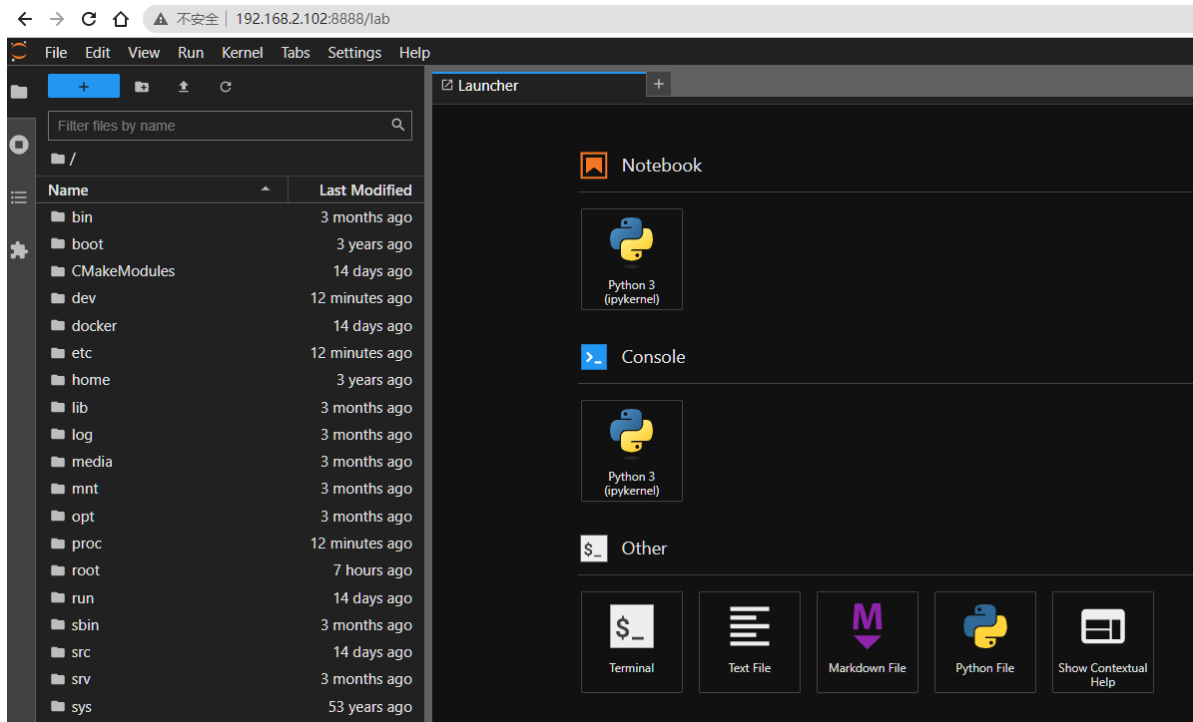 不安全 | 192.168.2.102:8888/lab
File Edit View Run Kernel Tabs Settings Help
+
Launcher
+
Filter files by name
/
Name Last Modified
bin 3 months ago
boot 3 years ago
CMakeModules 14 days ago
dev 12 minutes ago
docker 14 days ago
etc 12 minutes ago
home 3 years ago
lib 3 months ago
log 3 months ago
media 3 months ago
mnt 3 months ago
opt 3 months ago
proc 12 minutes ago
root 7 hours ago
run 14 days ago
sbin 3 months ago
src 14 days ago
srv 3 months ago
sys 53 years ago
Notebook
Python 3
(ipykernel)
>_ Console
Python 3
(ipykernel)
$_ Other
$_
Terminal
Text File
M
Markdown File
Python File
Show Contextual
Help